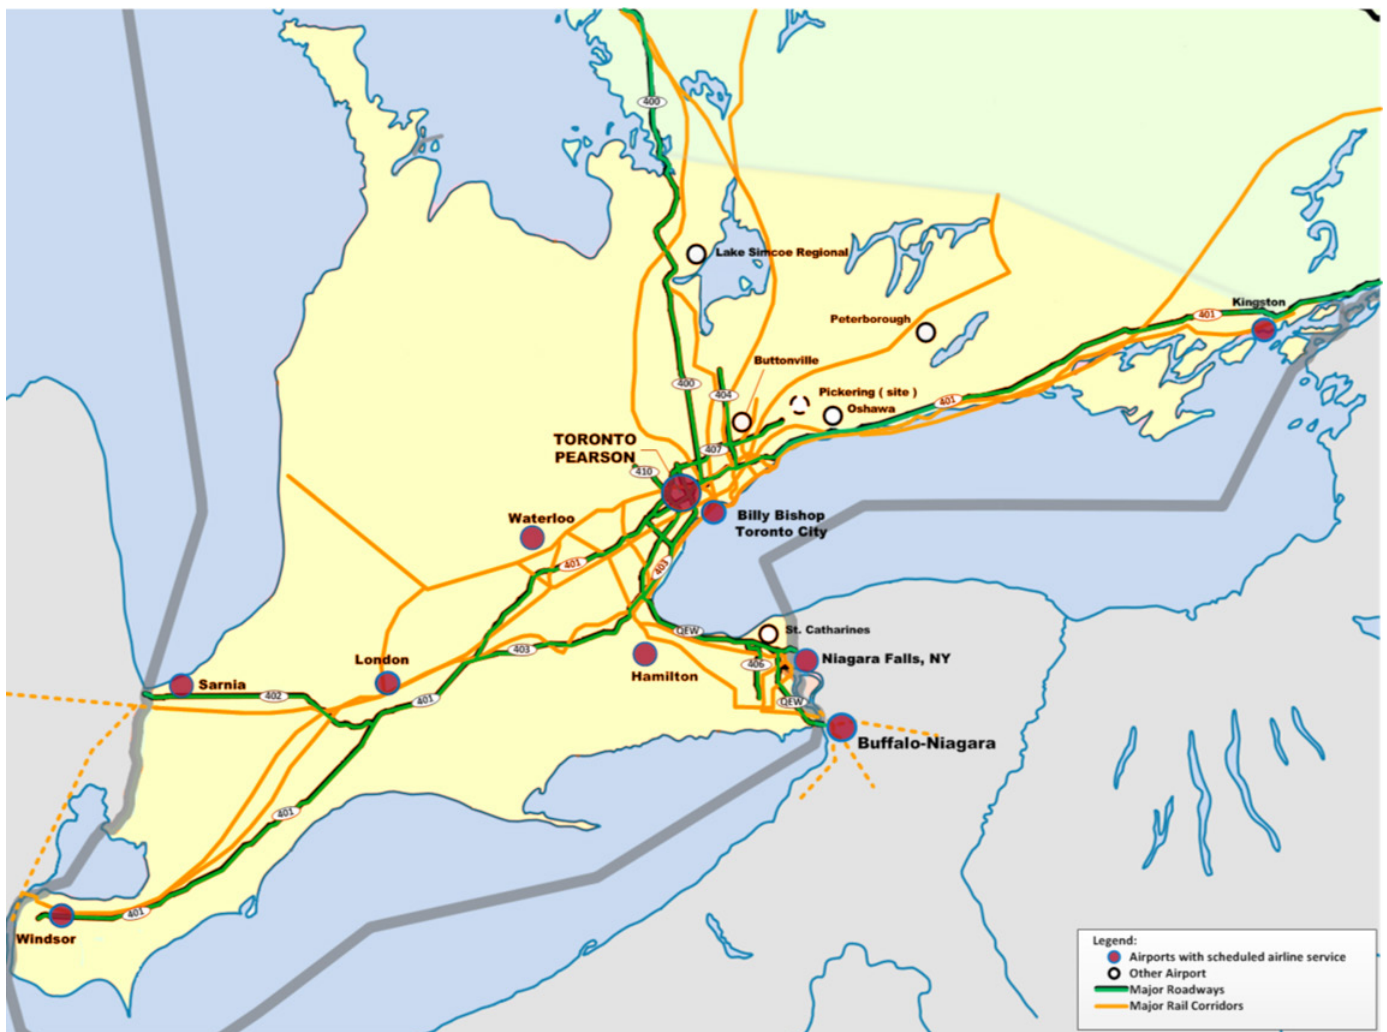 400
Lake Simcoe Regional
Kingston
401
Peterborough
Buttonville
400
404
Pickering ( site )
Oshawa
401
TORONTO
PEARSON
407
410
Waterloo
Billy Bishop
Toronto City
401
403
QEW
St. Catharines
403
London
Hamilton
406
Niagara Falls, NY
Sarnia
402
401
QEW
Buffalo-Niagara
401
401
Windsor
Legend:
Airports with scheduled airline service
Other Airport
Major Roadways
Major Rail Corridors